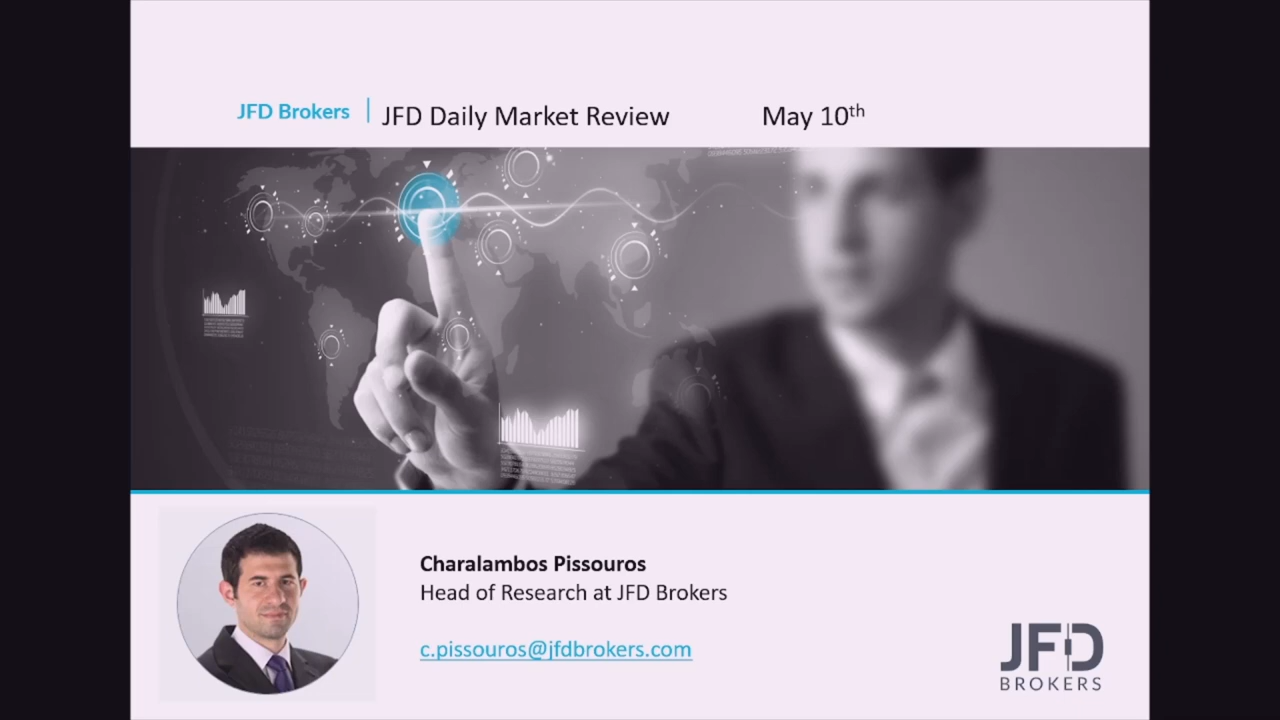 JFD Brokers | JFD Daily Market Review May 10th
Charalambos Pissouros
Head of Research at JFD Brokers
c.pissouros@jfdbrokers.com
JFD
BROKERS